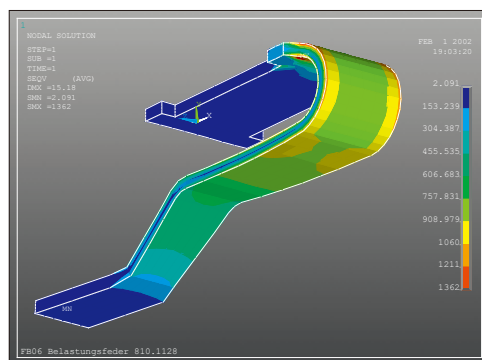 1
NODAL SOLUTION
STEP=1
SUB =1
TIME=1
SEQV (AVG)
DMX =15.18
SMN =2.091
SMX =1362
FEB 1 2002
19:03:20
2.091
153.239
304.387
455.535
606.683
757.831
908.979
1060
1211
1362
X
MN
FB06 Belastungsfeder 810.1128